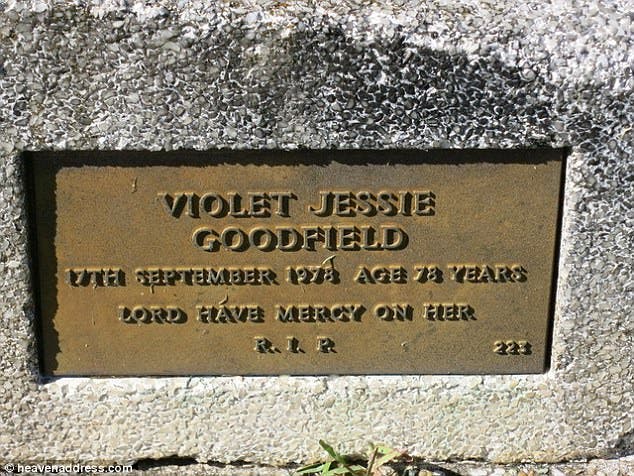 VIOLET JESSIE
GOODFIELD
17TH SEPTEMBER 1978 AGE 78 YEARS
LORD HAVE MERCY ON HER
R. I. P.
223
© heavenaddress.com